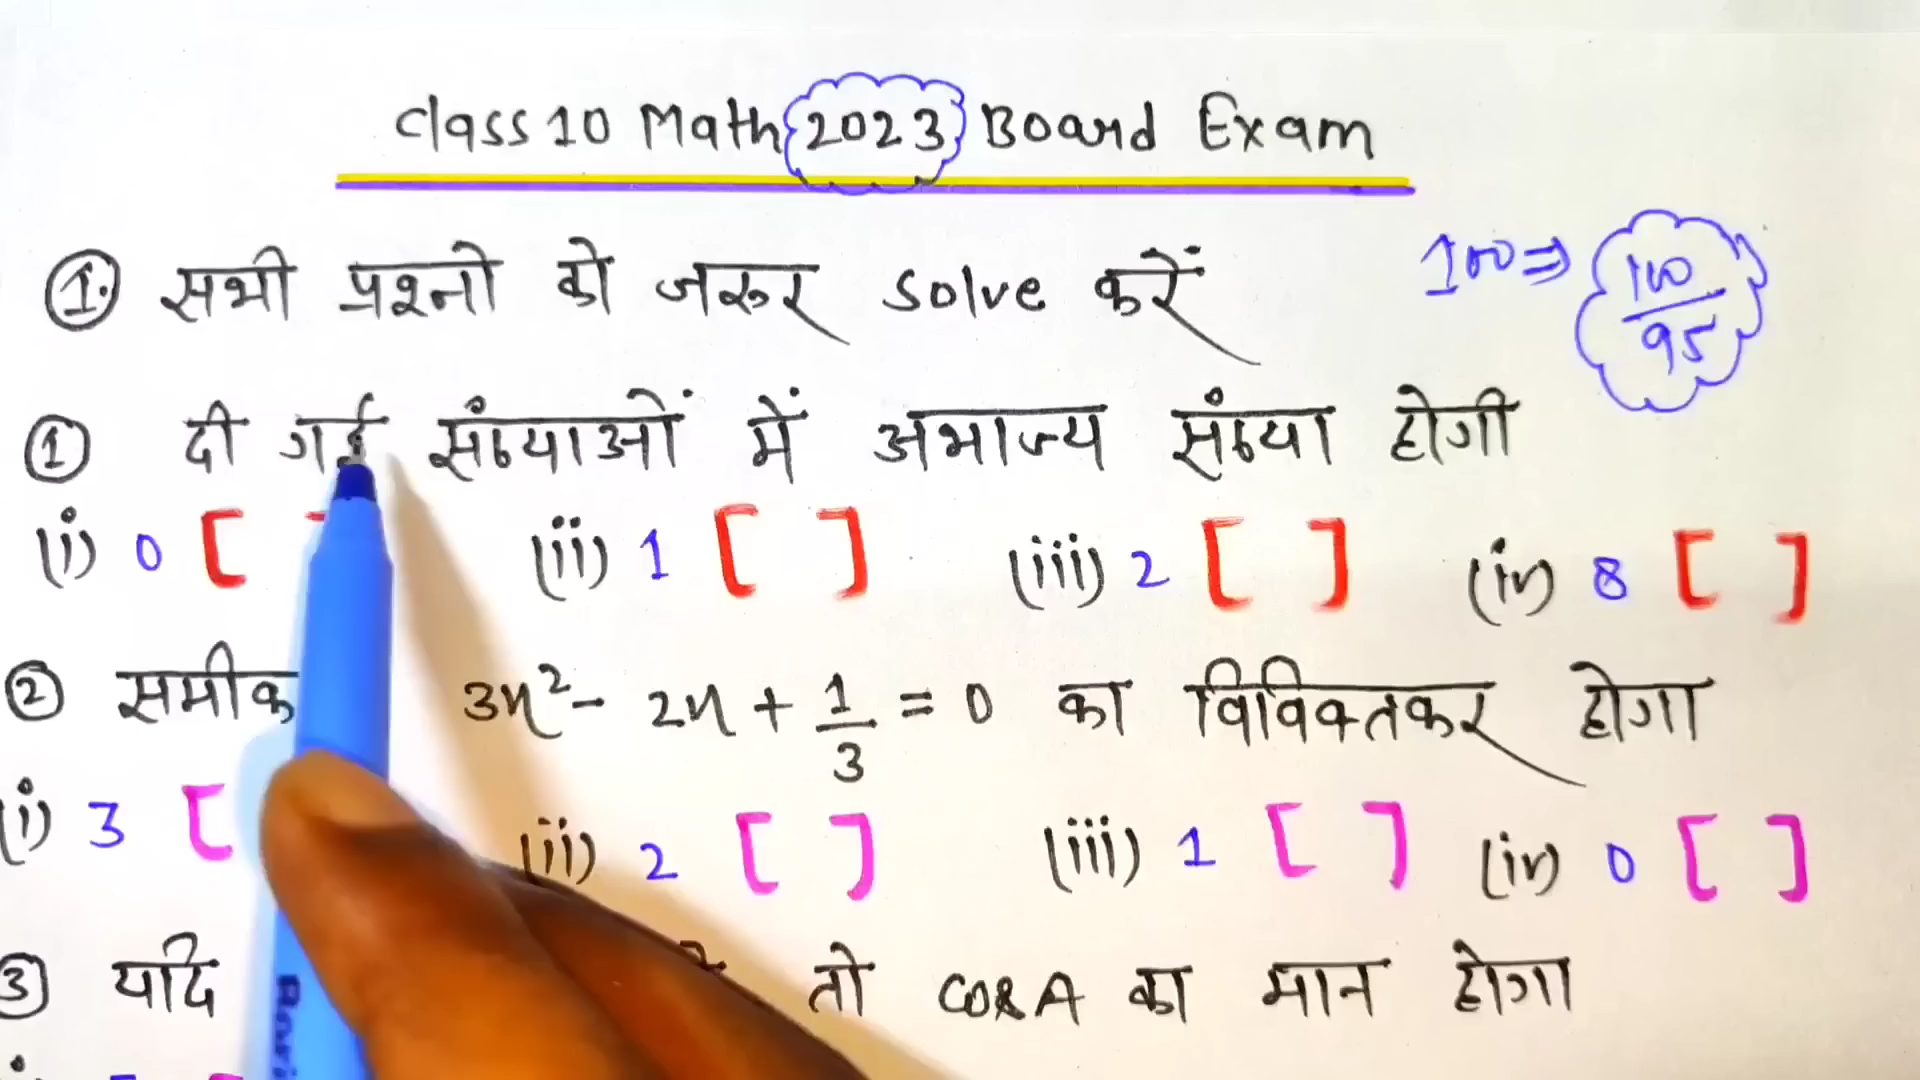 Class 10 Math 2023 Board Exam
1. सभी प्रश्नो को जरुर solve करें
100 ⇒ 100/95
① दी गई संख्याओं में अभाज्य संख्या होगी
(i) 0 [ (ii) 1 [ ] (iii) 2 [ ] (iv) 8 [ ]
② समीक 3x² - 2x + 1/3 = 0 का विविक्तकर होगा
(i) 3 [ (ii) 2 [ ] (iii) 1 [ ] (iv) 0 [ ]
③ यदि तो COSA का मान होगा